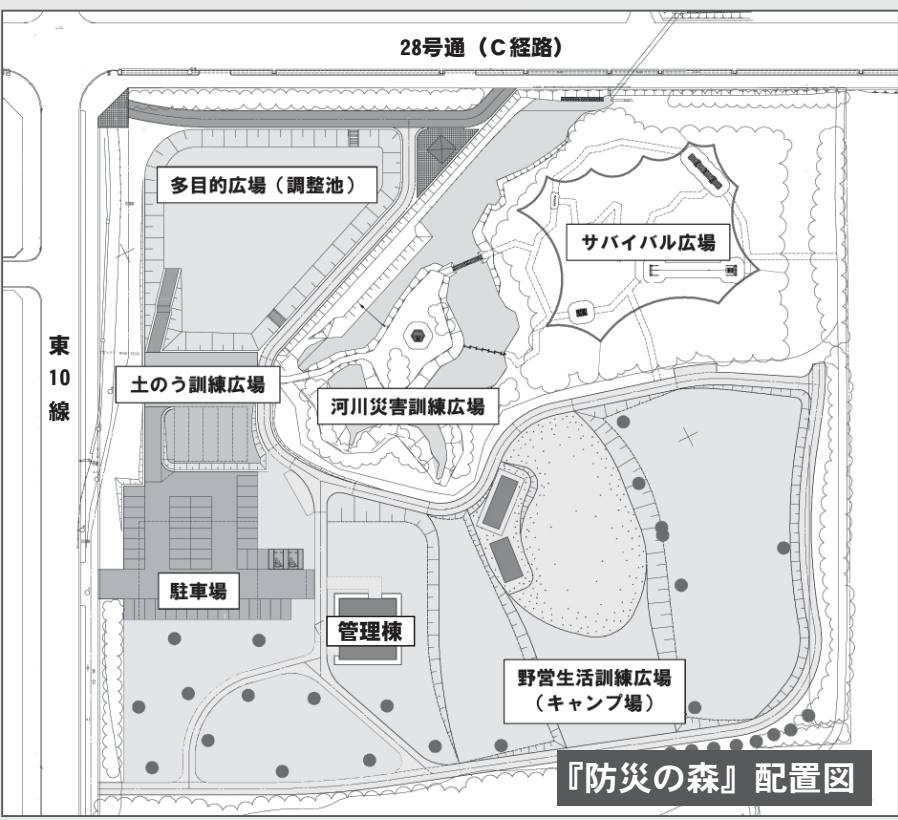 28号通（C経路）
多目的広場（調整池）
サバイバル広場
東10線
土のう訓練広場
河川災害訓練広場
駐車場
管理棟
野営生活訓練広場
（キャンプ場）
『防災の森』配置図